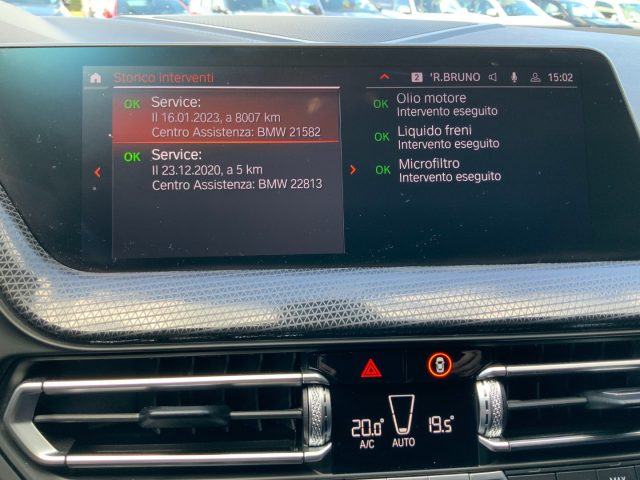 Storico interventi
2 'R.BRUNO 15:02
OK Service:
Il 16.01.2023, a 8007 km
Centro Assistenza: BMW 21582
OK Service:
Il 23.12.2020, a 5 km
Centro Assistenza: BMW 22813
OK Olio motore
Intervento eseguito
OK Liquido freni
Intervento eseguito
OK Microfiltro
Intervento eseguito
20.0 19.5
A/C AUTO
MAX